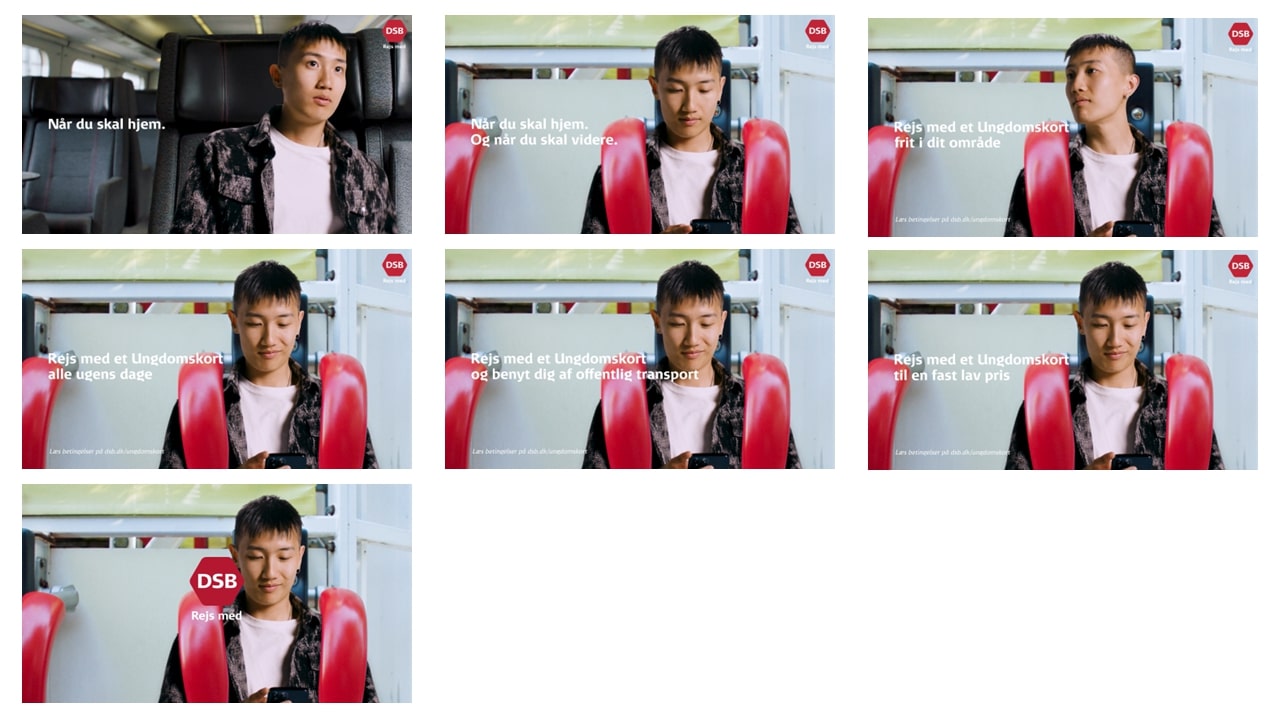 DSB
Rejs med
Når du skal hjem.
DSB
Rejs med
Når du skal hjem.
Og når du skal videre.
DSB
Rejs med
Rejs med et Ungdomskort
frit i dit område
Læs betingelser på dsb.dk/ungdomskort
DSB
Rejs med
Rejs med et Ungdomskort
alle ugens dage
Læs betingelser på dsb.dk/ungdomskort
DSB
Rejs med
Rejs med et Ungdomskort
og benyt dig af offentlig transport
Læs betingelser på dsb.dk/ungdomskort
DSB
Rejs med
Rejs med et Ungdomskort
til en fast lav pris
Læs betingelser på dsb.dk/ungdomskort
DSB
Rejs med